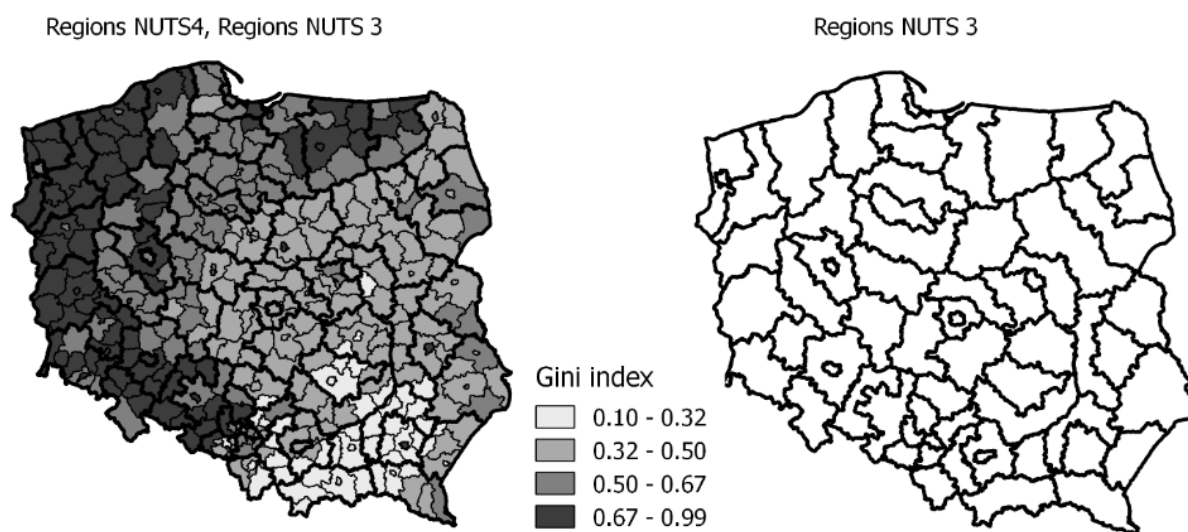 Regions NUTS4, Regions NUTS 3
Regions NUTS 3
Gini index
0.10 - 0.32
0.32 - 0.50
0.50 - 0.67
0.67 - 0.99